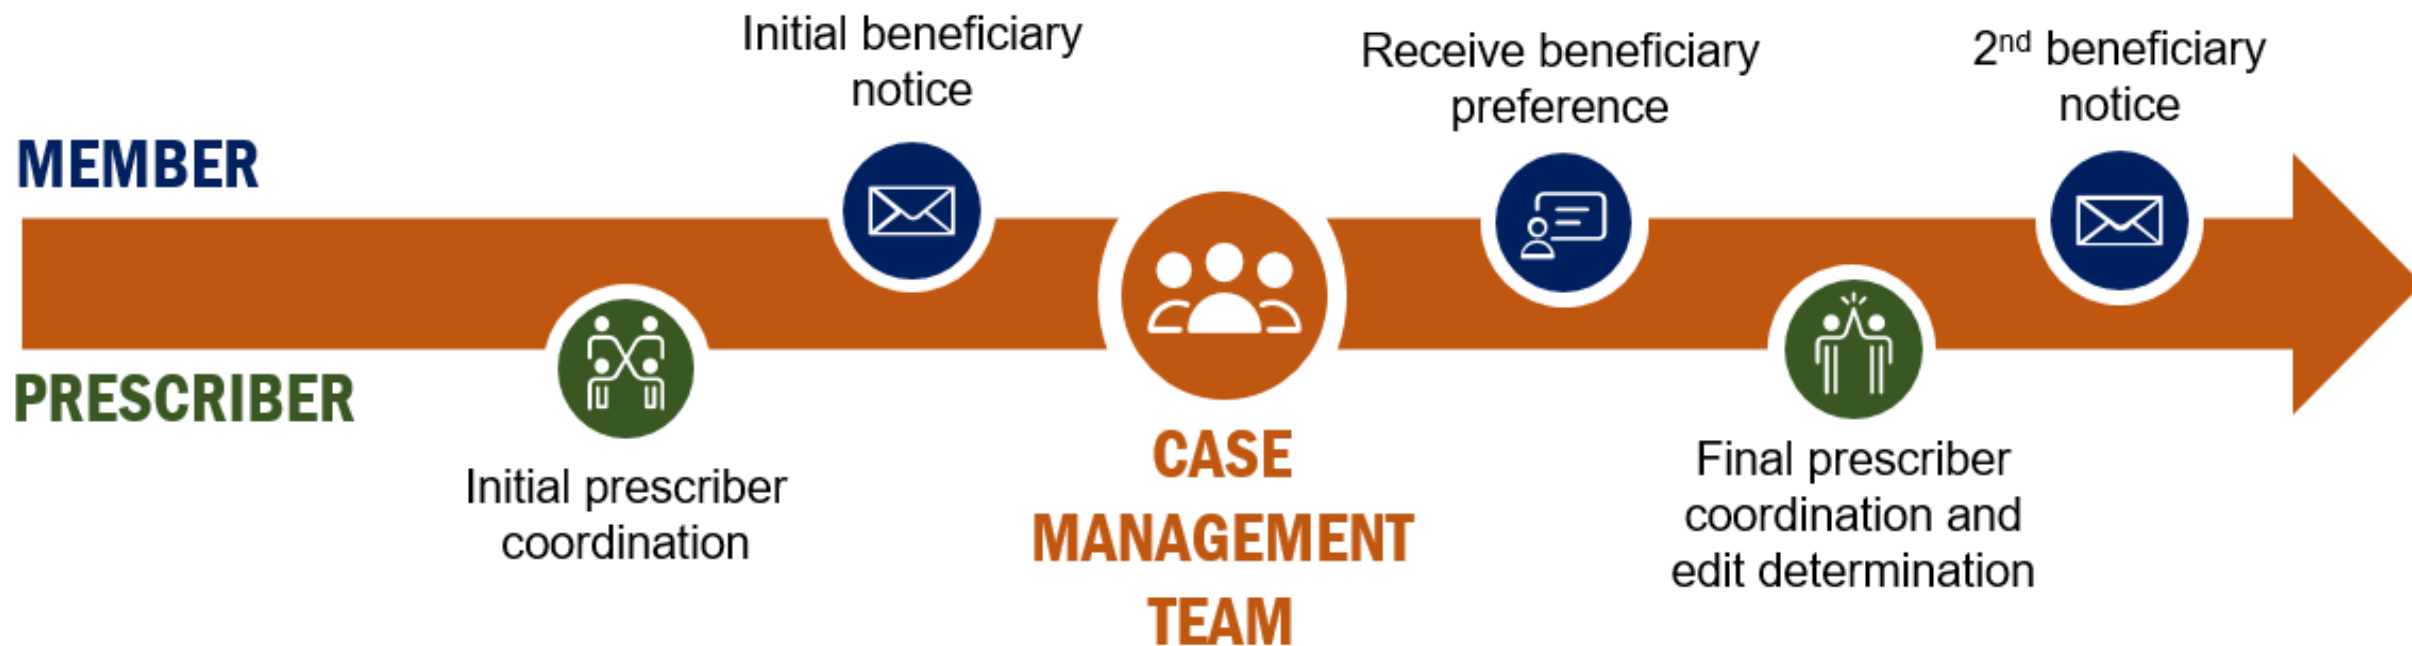 Initial beneficiary
notice
Receive beneficiary
preference
2nd beneficiary
notice
MEMBER
PRESCRIBER
Initial prescriber
coordination
CASE
MANAGEMENT
TEAM
Final prescriber
coordination and
edit determination